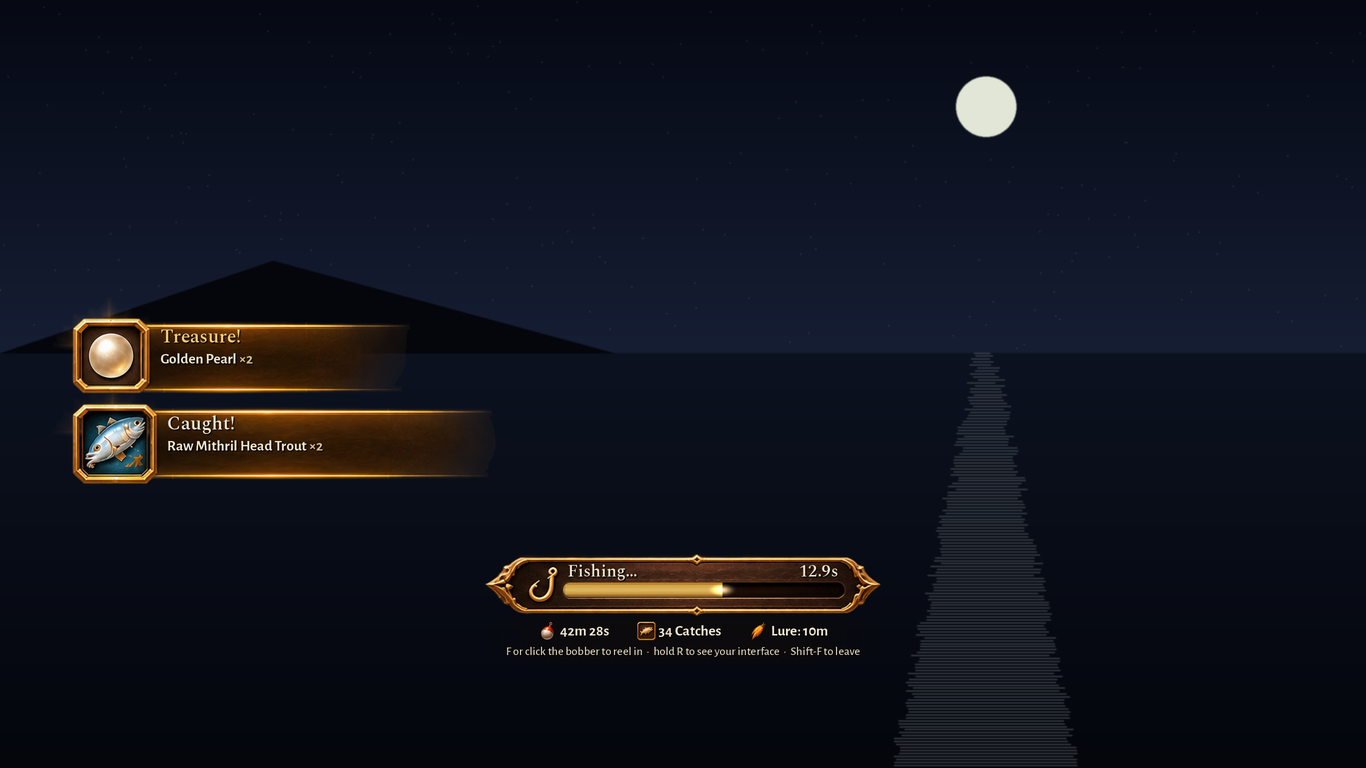 Treasure!
Golden Pearl ×2
Caught!
Raw Mithril Head Trout ×2
Fishing... 12.9s
42m 28s 34 Catches Lure: 10m
F or click the bobber to reel in · hold R to see your interface · Shift-F to leave